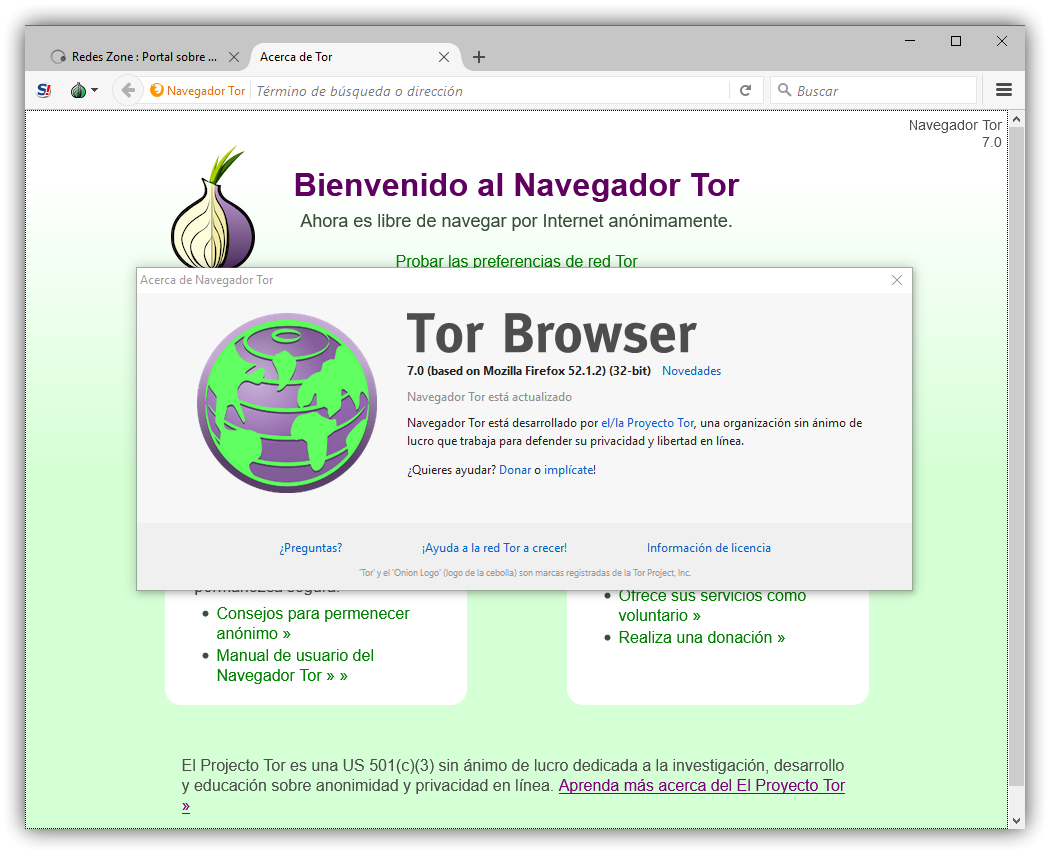 Redes Zone : Portal sobre ...
Acerca de Tor
S!
Navegador Tor
Término de búsqueda o dirección
Buscar
Navegador Tor
7.0
Bienvenido al Navegador Tor
Ahora es libre de navegar por Internet anónimamente.
Probar las preferencias de red Tor
Acerca de Navegador Tor
Tor Browser
7.0 (based on Mozilla Firefox 52.1.2) (32-bit) Novedades
Navegador Tor está actualizado
Navegador Tor está desarrollado por el/la Proyecto Tor, una organización sin ánimo de
lucro que trabaja para defender su privacidad y libertad en línea.
¿Quieres ayudar? Donar o implícate!
¿Preguntas?
¡Ayuda a la red Tor a crecer!
Información de licencia
'Tor' y el 'Onion Logo' (logo de la cebolla) son marcas registradas de la Tor Project, Inc.
• Consejos para permenecer
anónimo »
• Manual de usuario del
Navegador Tor » »
• Ofrece sus servicios como
voluntario »
• Realiza una donación »
El Projecto Tor es una US 501(c)(3) sin ánimo de lucro dedicada a la investigación, desarrollo
y educación sobre anonimidad y privacidad en línea. Aprenda más acerca del El Proyecto Tor
»